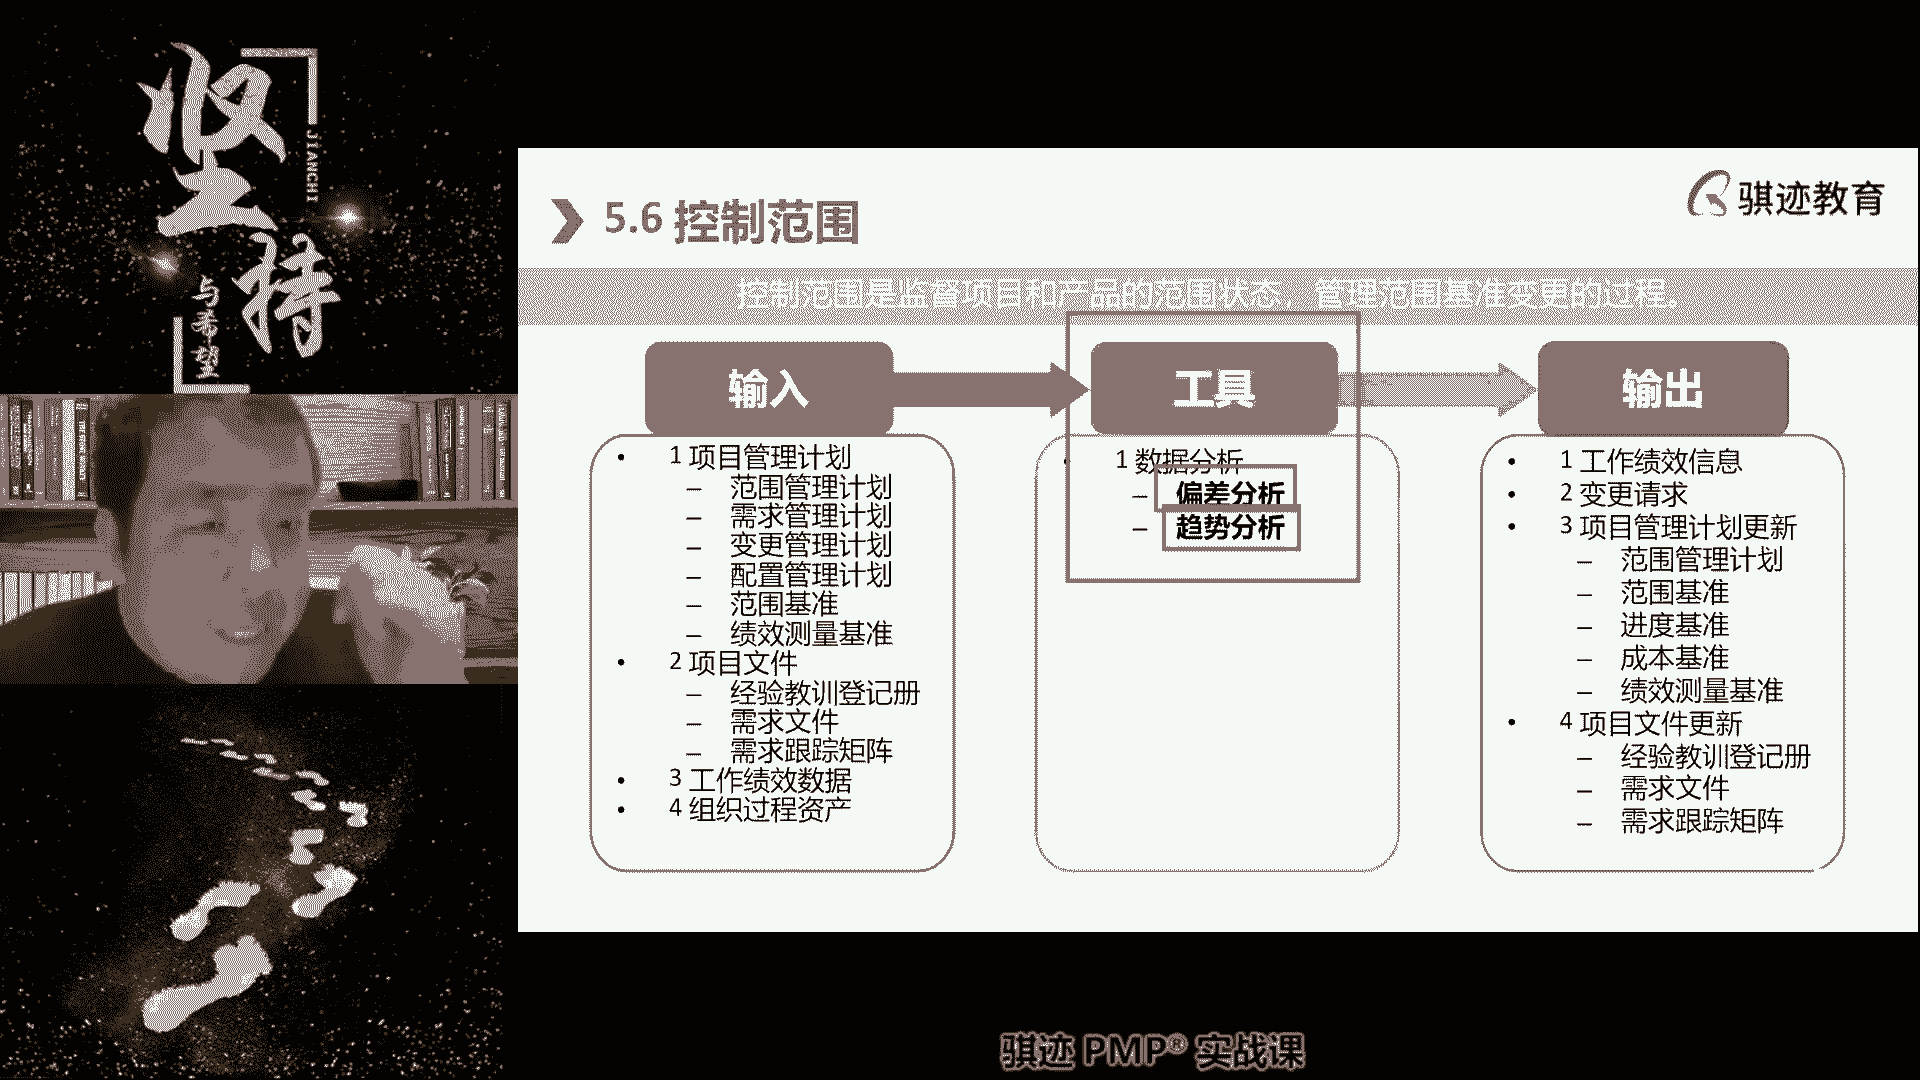 坚持
JIANCHI
与希望
5.6 控制范围
骐迹教育
控制范围是监督项目和产品的范围状态，管理范围基准变更的过程。
输入
• 1 项目管理计划
– 范围管理计划
– 需求管理计划
– 变更管理计划
– 配置管理计划
– 范围基准
– 绩效测量基准
• 2 项目文件
– 经验教训登记册
– 需求文件
– 需求跟踪矩阵
• 3 工作绩效数据
• 4 组织过程资产
工具
• 1 数据分析
– 偏差分析
– 趋势分析
输出
• 1 工作绩效信息
• 2 变更请求
• 3 项目管理计划更新
– 范围管理计划
– 范围基准
– 进度基准
– 成本基准
– 绩效测量基准
• 4 项目文件更新
– 经验教训登记册
– 需求文件
– 需求跟踪矩阵
骐迹 PMP® 实战课